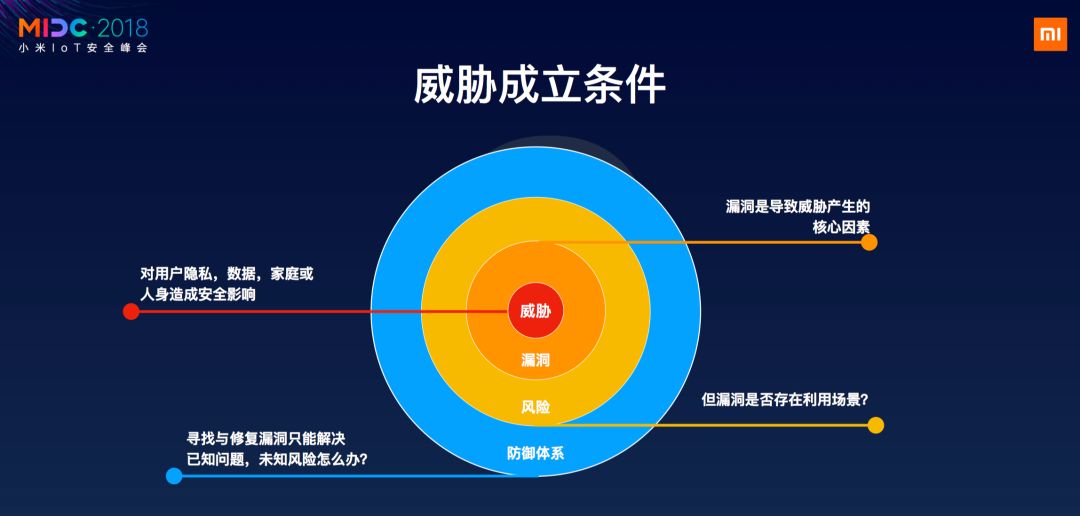 MIDC·2018
小米IoT安全峰会
mi
威胁成立条件
漏洞是导致威胁产生的
核心因素
对用户隐私，数据，家庭或
人身造成安全影响
威胁
漏洞
风险
防御体系
但漏洞是否存在利用场景？
寻找与修复漏洞只能解决
已知问题，未知风险怎么办？